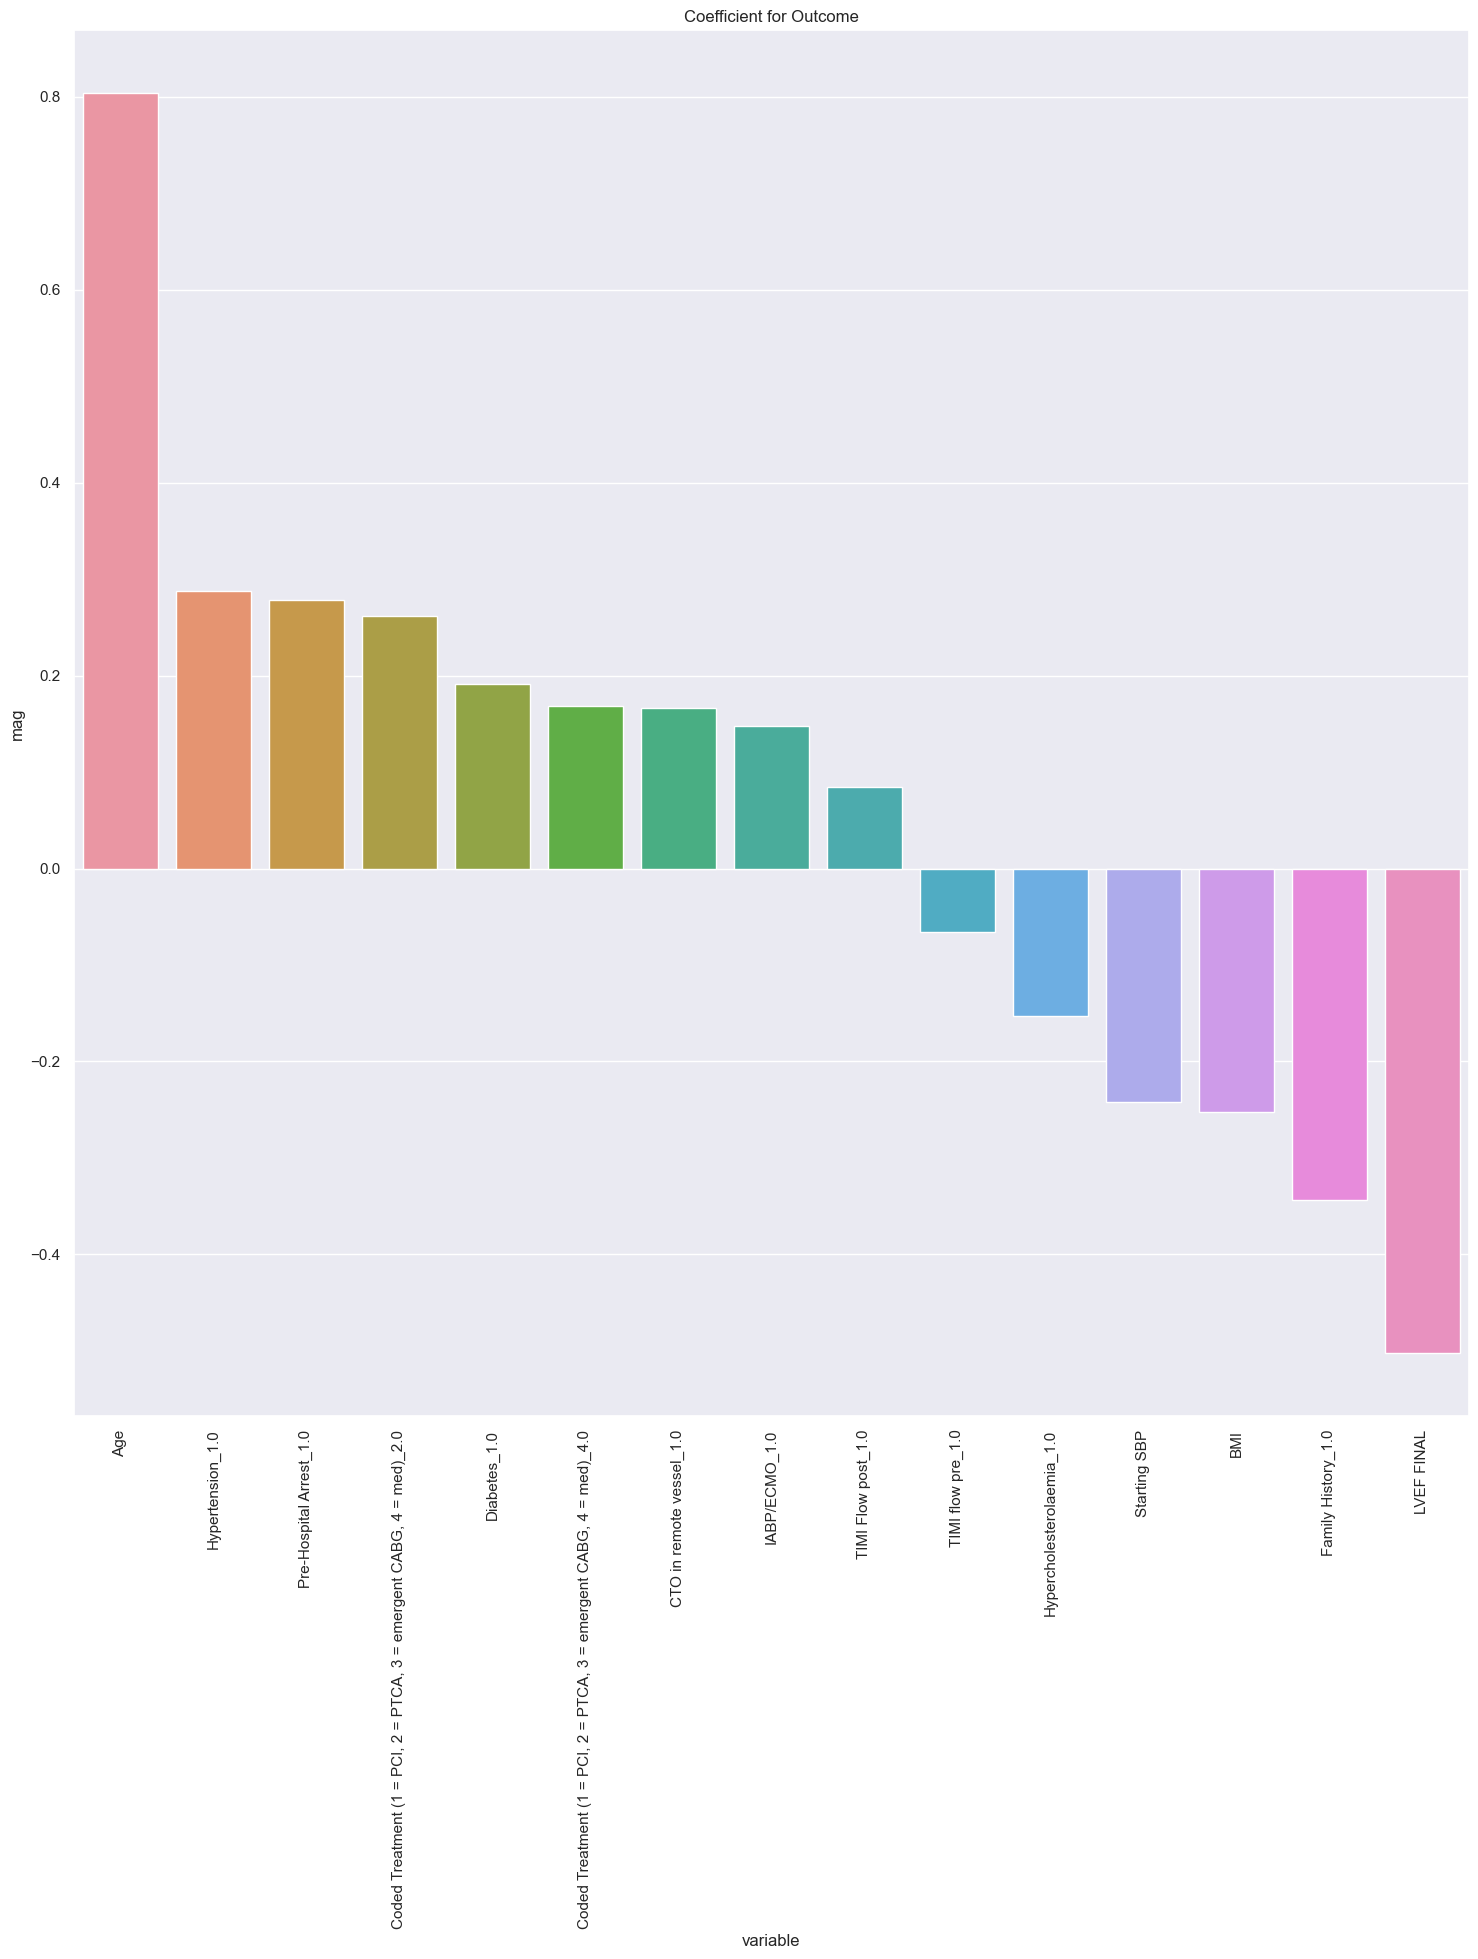 Coefficient for Outcome
mag
0.8
0.6
0.4
0.2
0.0
−0.2
−0.4
Age
Hypertension_1.0
Pre-Hospital Arrest_1.0
Coded Treatment (1 = PCI, 2 = PTCA, 3 = emergent CABG, 4 = med)_2.0
Diabetes_1.0
Coded Treatment (1 = PCI, 2 = PTCA, 3 = emergent CABG, 4 = med)_4.0
CTO in remote vessel_1.0
IABP/ECMO_1.0
TIMI Flow post_1.0
TIMI flow pre_1.0
Hypercholesterolaemia_1.0
Starting SBP
BMI
Family History_1.0
LVEF FINAL
variable